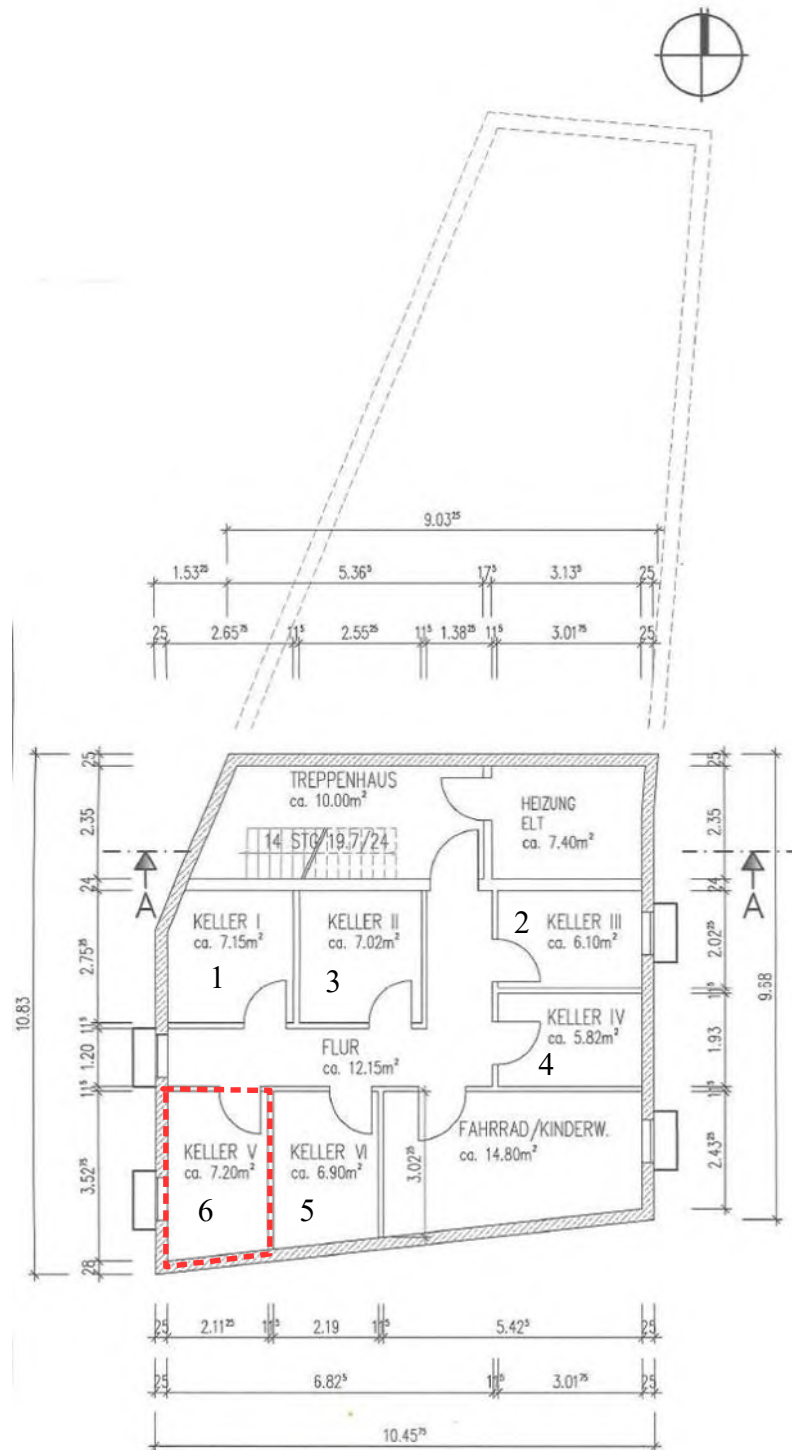 9.03²⁵
1.53²⁵ 5.36⁵ 17⁵ 3.13⁵ 25
25 2.65²⁵ 11⁵ 2.55²⁵ 11⁵ 1.38²⁵ 11⁵ 3.01⁷⁵ 25
TREPPENHAUS
ca. 10.00m²
14 STG 19.7/24
HEIZUNG
ELT
ca. 7.40m²
A
A
KELLER I
ca. 7.15m²
1
KELLER II
ca. 7.02m²
3
2
KELLER III
ca. 6.10m²
KELLER IV
ca. 5.82m²
4
FLUR
ca. 12.15m²
KELLER V
ca. 7.20m²
6
KELLER VI
ca. 6.90m²
5
3.02²⁵
FAHRRAD/KINDERW.
ca. 14.80m²
10.83
25
2.35
24
2.75²⁵
11⁵
1.20
11⁵
3.52²⁵
28
25
2.35
24
2.02²⁵
11⁵
1.93
11⁵
2.43²⁵
9.68
25 2.11²⁵ 11⁵ 2.19 11⁵ 5.42⁵ 25
25 6.82⁵ 11⁵ 3.01⁷⁵ 25
10.45⁷⁵